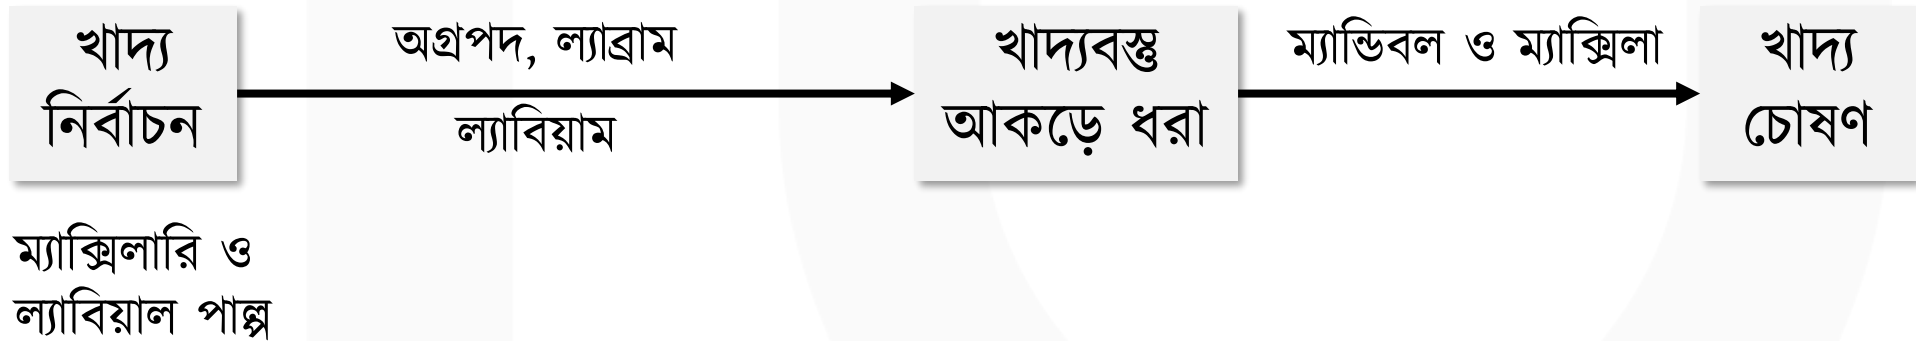 খাদ্য
নির্বাচন
অগ্রপদ, ল্যাব্রাম
ল্যাবিয়াম
খাদ্যবস্তু
আকড়ে ধরা
ম্যান্ডিবল ও ম্যাক্সিলা
খাদ্য
চোষণ
ম্যাক্সিলারি ও
ল্যাবিয়াল পাল্প